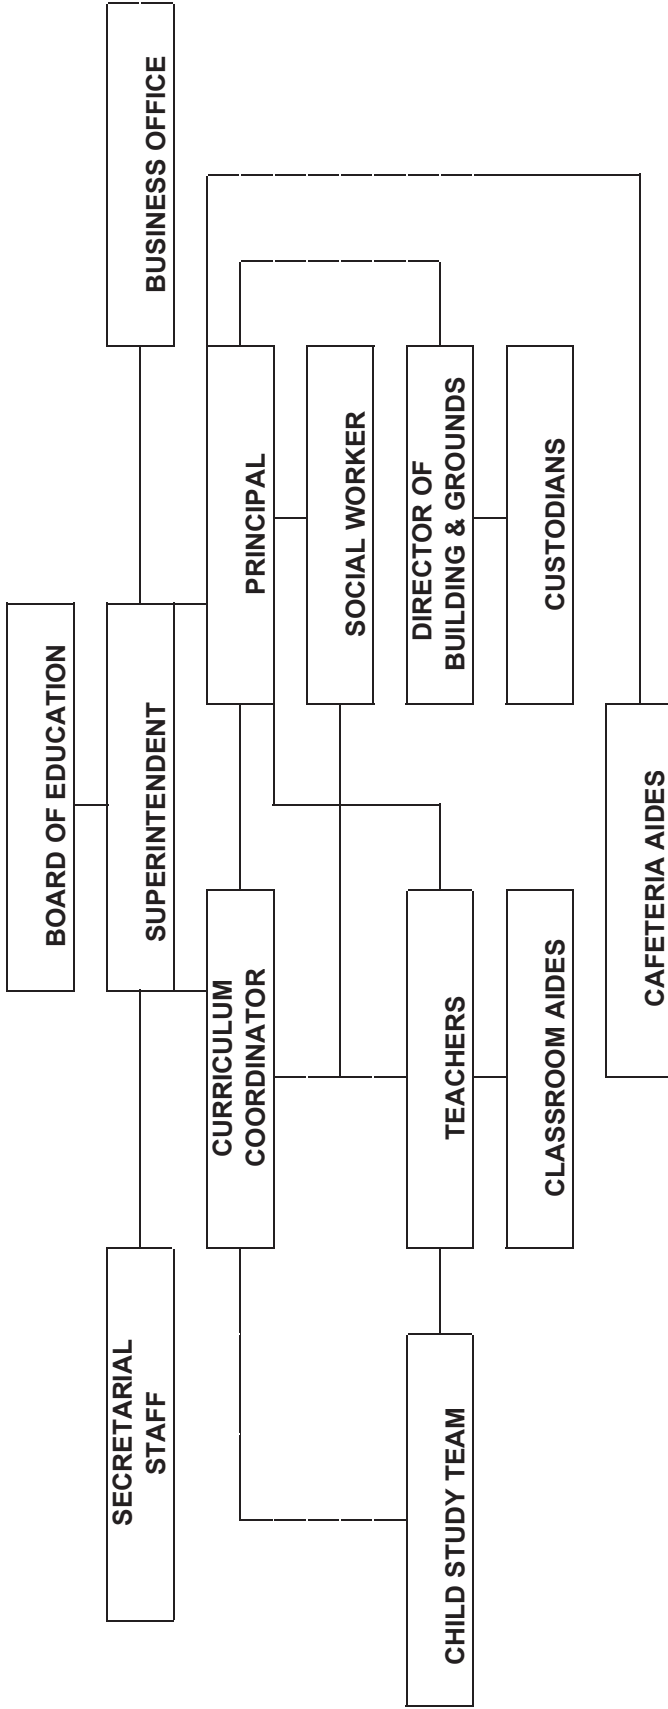 BOARD OF EDUCATION
SECRETARIAL
STAFF
SUPERINTENDENT
BUSINESS OFFICE
CURRICULUM
COORDINATOR
PRINCIPAL
SOCIAL WORKER
CHILD STUDY TEAM
TEACHERS
DIRECTOR OF
BUILDING & GROUNDS
CLASSROOM AIDES
CUSTODIANS
CAFETERIA AIDES